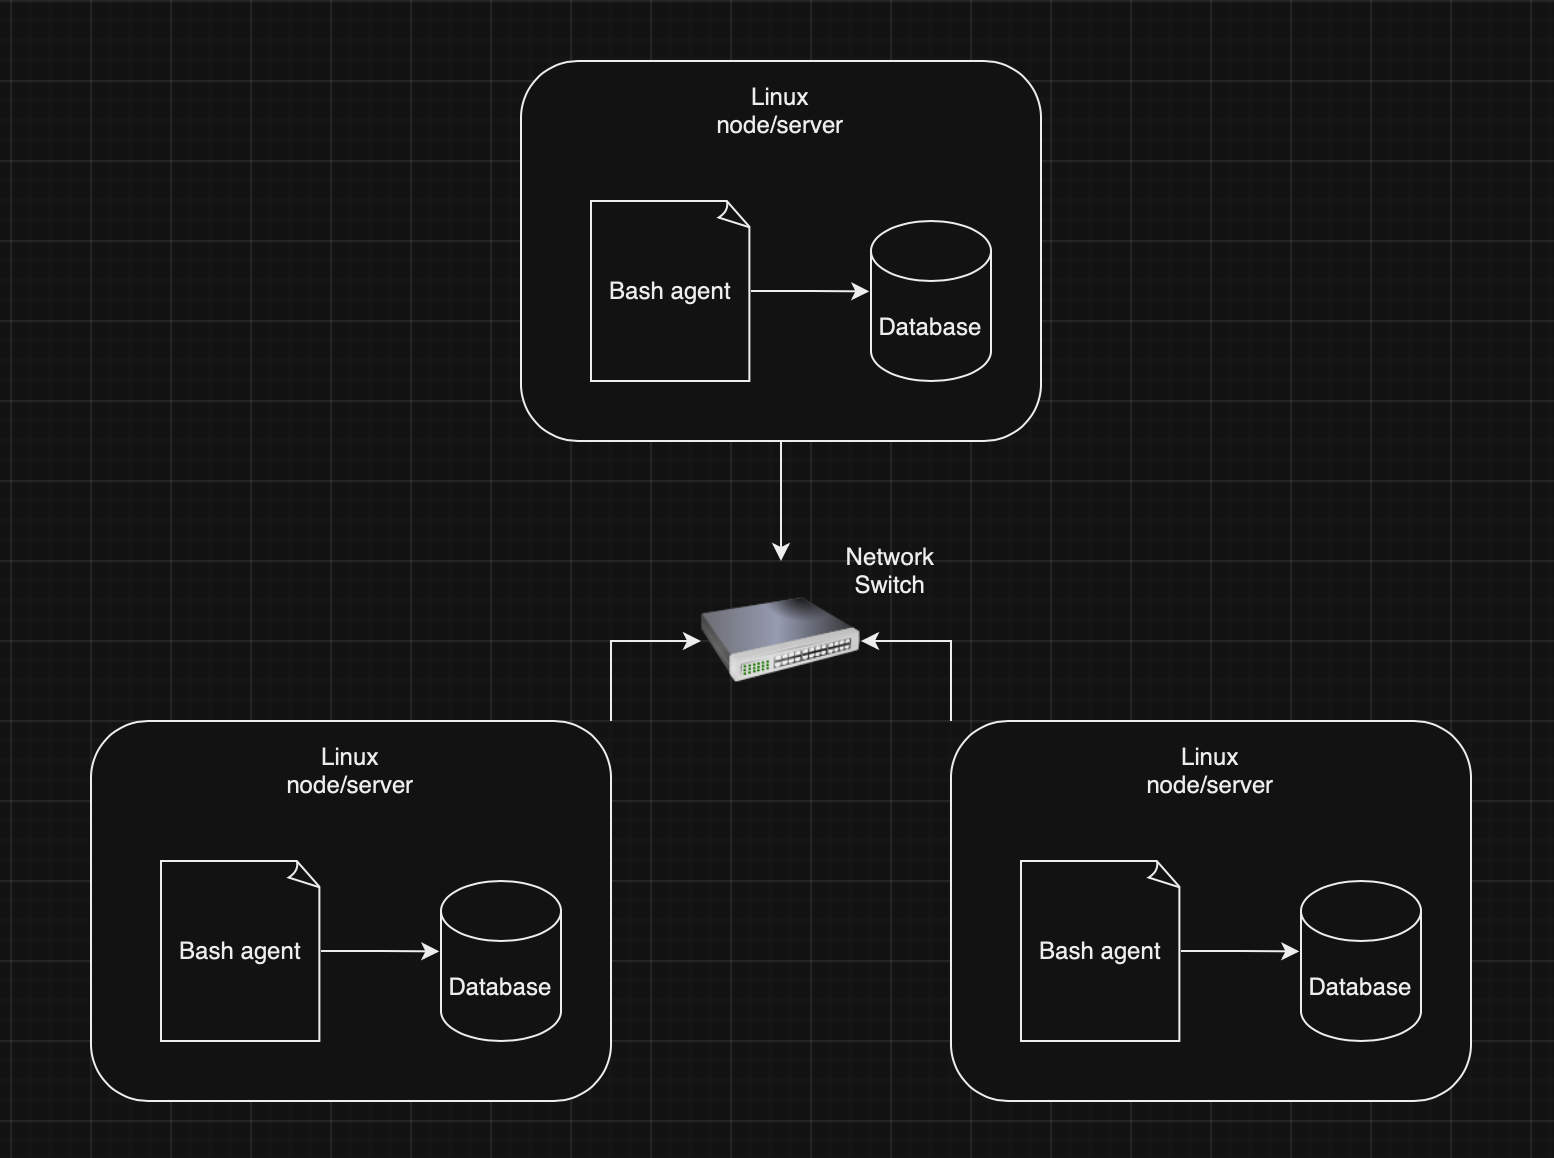 Linux
node/server
Bash agent
Database
Network
Switch
Linux
node/server
Bash agent
Database
Linux
node/server
Bash agent
Database